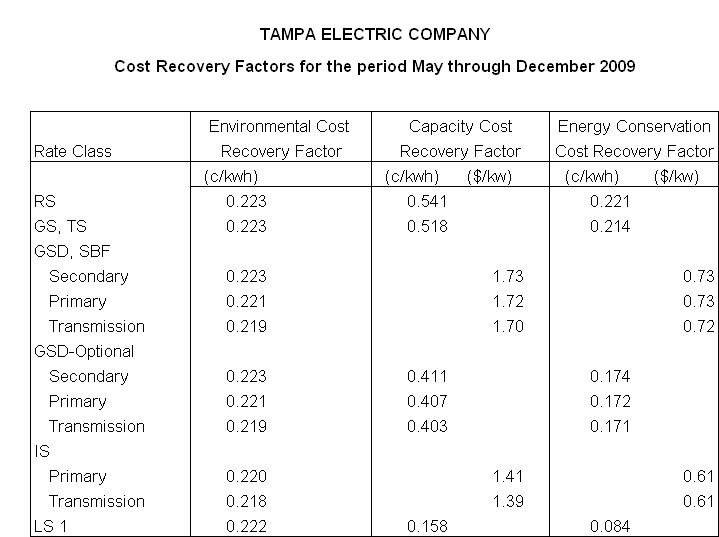 TAMPA ELECTRIC COMPANY
Cost Recovery Factors for the period May through December 2009
Environmental Cost Capacity Cost Energy Conservation
Rate Class Recovery Factor Recovery Factor Cost Recovery Factor
(c/kwh) (c/kwh) ($/kw) (c/kwh) ($/kw)
RS 0.223 0.541 0.221
GS, TS 0.223 0.518 0.214
GSD, SBF
Secondary 0.223 1.73 0.73
Primary 0.221 1.72 0.73
Transmission 0.219 1.70 0.72
GSD-Optional
Secondary 0.223 0.411 0.174
Primary 0.221 0.407 0.172
Transmission 0.219 0.403 0.171
IS
Primary 0.220 1.41 0.61
Transmission 0.218 1.39 0.61
LS 1 0.222 0.158 0.084